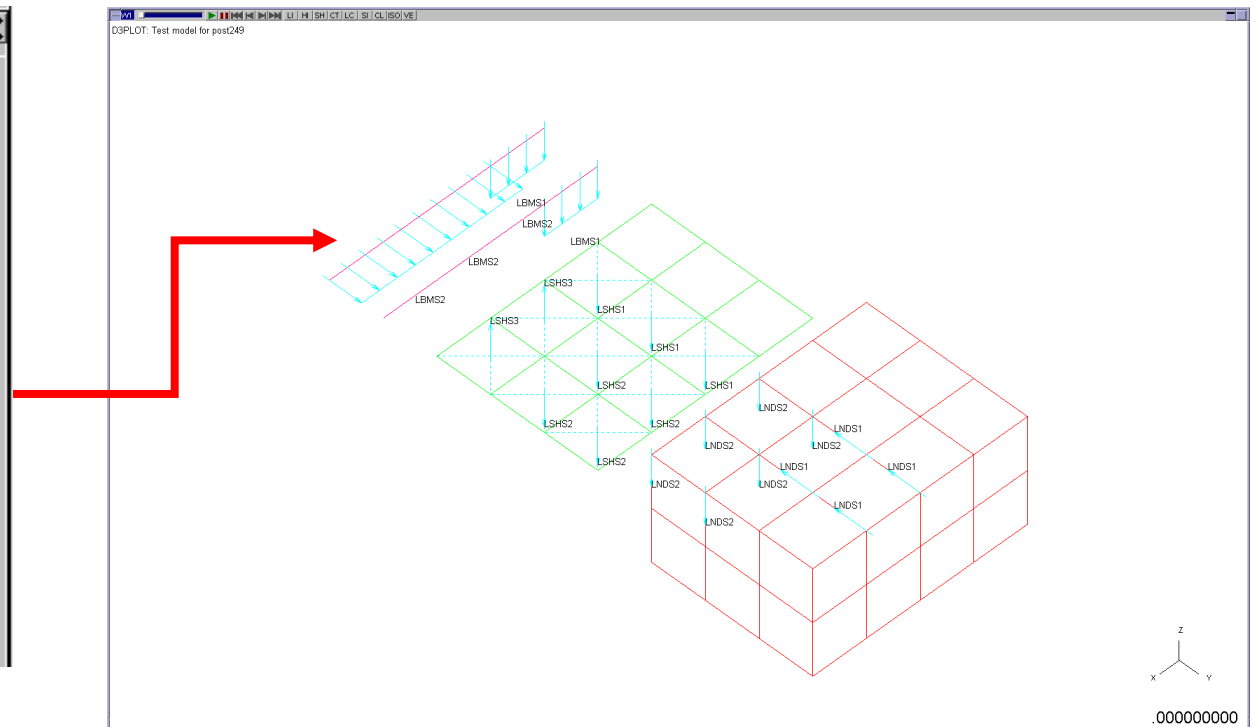 W1 LI HI SH CT LC SI CL ISO VE
D3PLOT: Test model for post249
LBMS1
LBMS2
LBMS1
LBMS2
LBMS2
LSHS3
LSHS1
LSHS3
LSHS1
LSHS2
LSHS1
LSHS2
LSHS2
LSHS2
LNDS2
LNDS1
LNDS2
LNDS2
LNDS1
LNDS1
LNDS2
LNDS2
LNDS1
LNDS2
Z
X
Y
.000000000